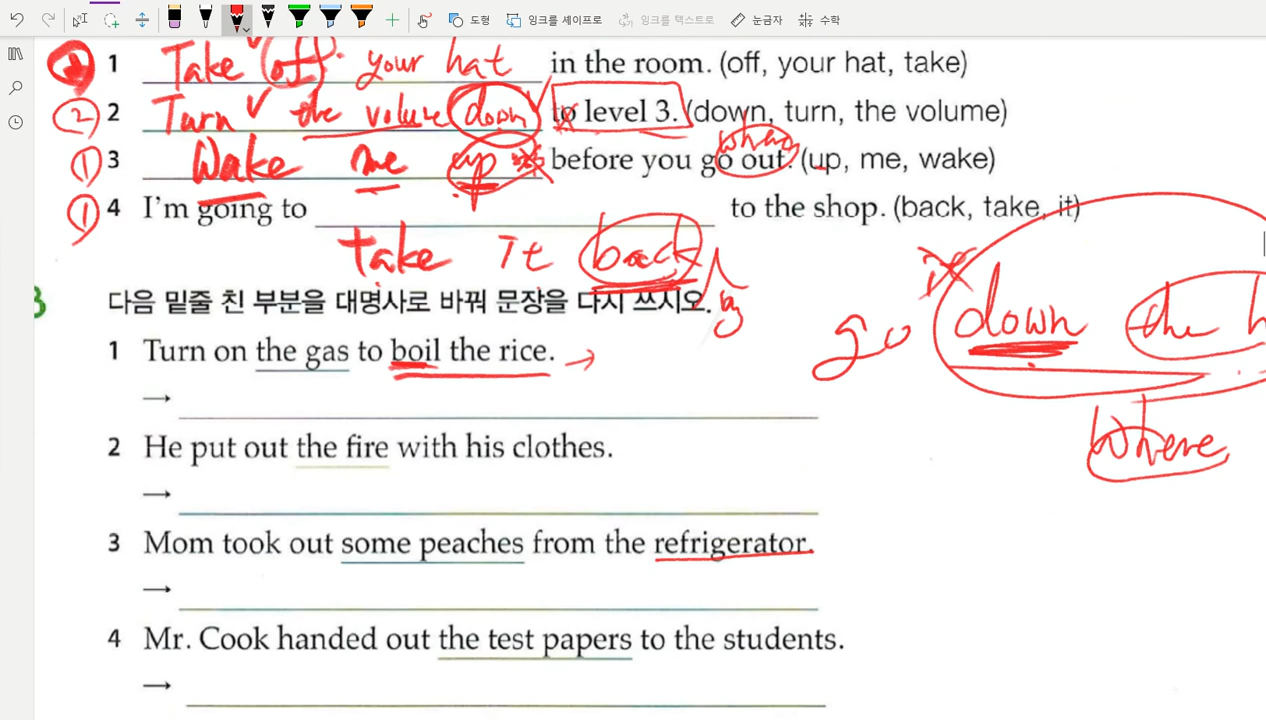 도형 잉크를 셰이프로 잉크를 텍스트로 눈금자 수학
1 Take off your hat in the room. (off, your hat, take)
② 2 Turn the volume down to level 3. (down, turn, the volume)
where
① 3 Wake me up before you go out. (up, me, wake)
① 4 I'm going to to the shop. (back, take, it)
take it back
다음 밑줄 친 부분을 대명사로 바꿔 문장을 다시 쓰시오.
go down the h
1 Turn on the gas to boil the rice. →
→
where
2 He put out the fire with his clothes.
→
3 Mom took out some peaches from the refrigerator.
→
4 Mr. Cook handed out the test papers to the students.
→